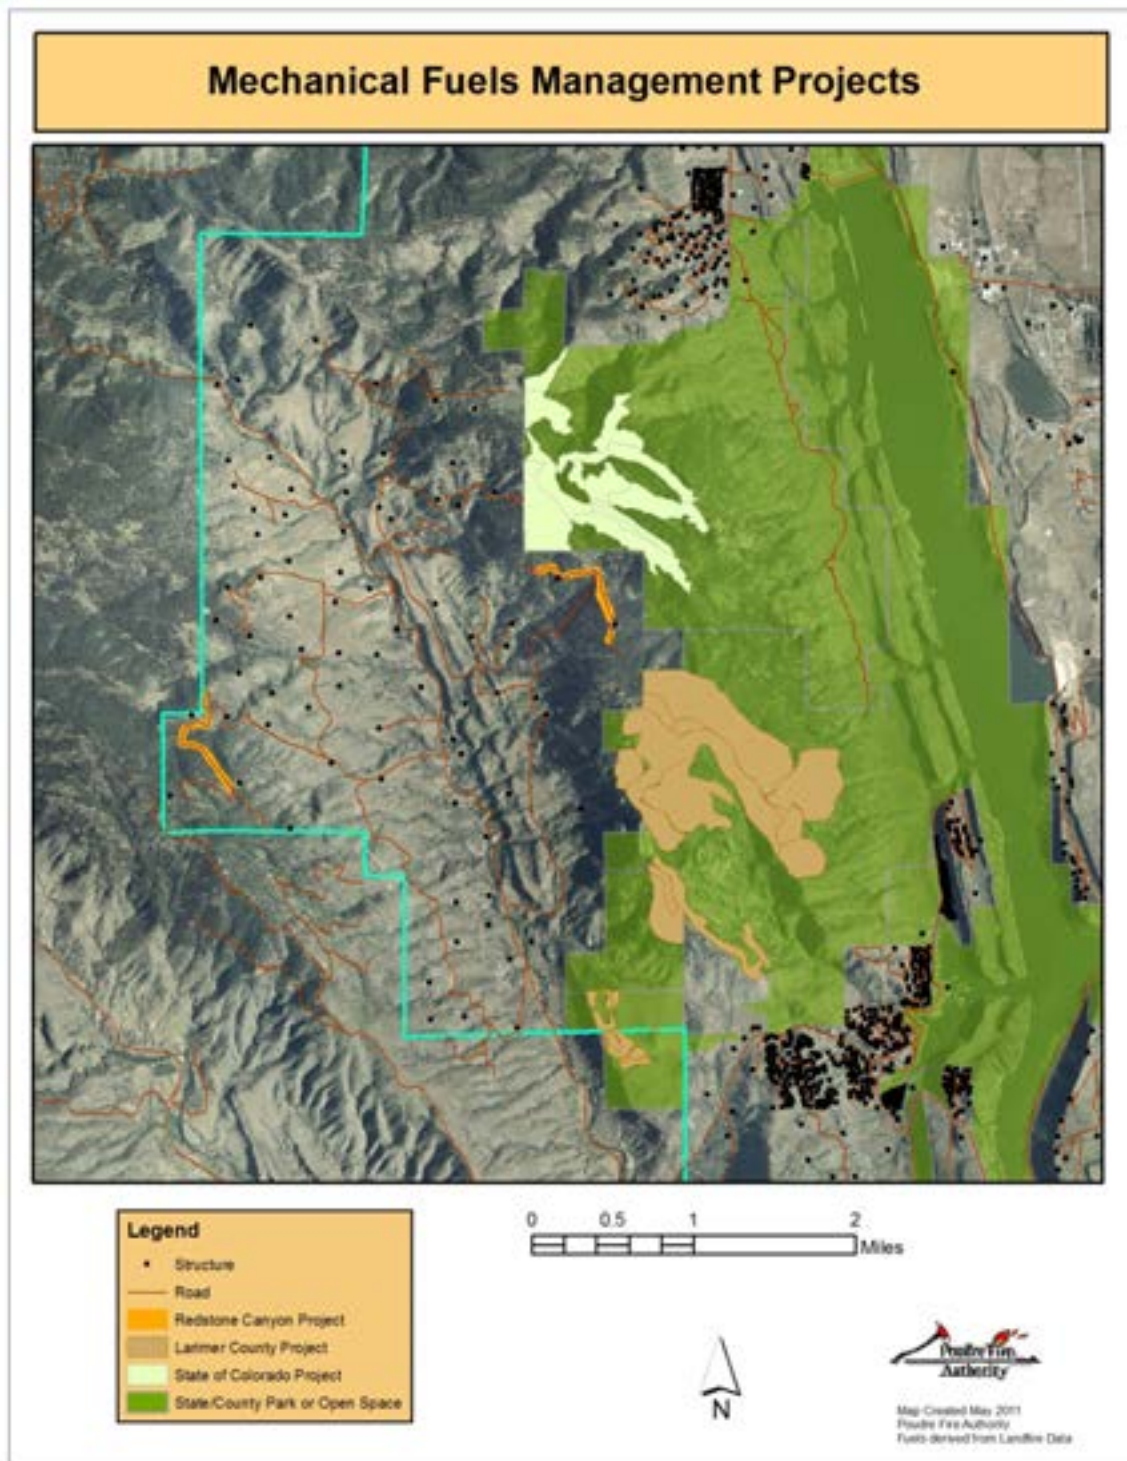 Mechanical Fuels Management Projects
Legend
Structure
Road
Redstone Canyon Project
Larimer County Project
State of Colorado Project
State/County Park or Open Space
0 0.5 1 2
Miles
N
Poudre Fire
Authority
Map Created May 2011
Poudre Fire Authority
Fuels derived from Landfire Data